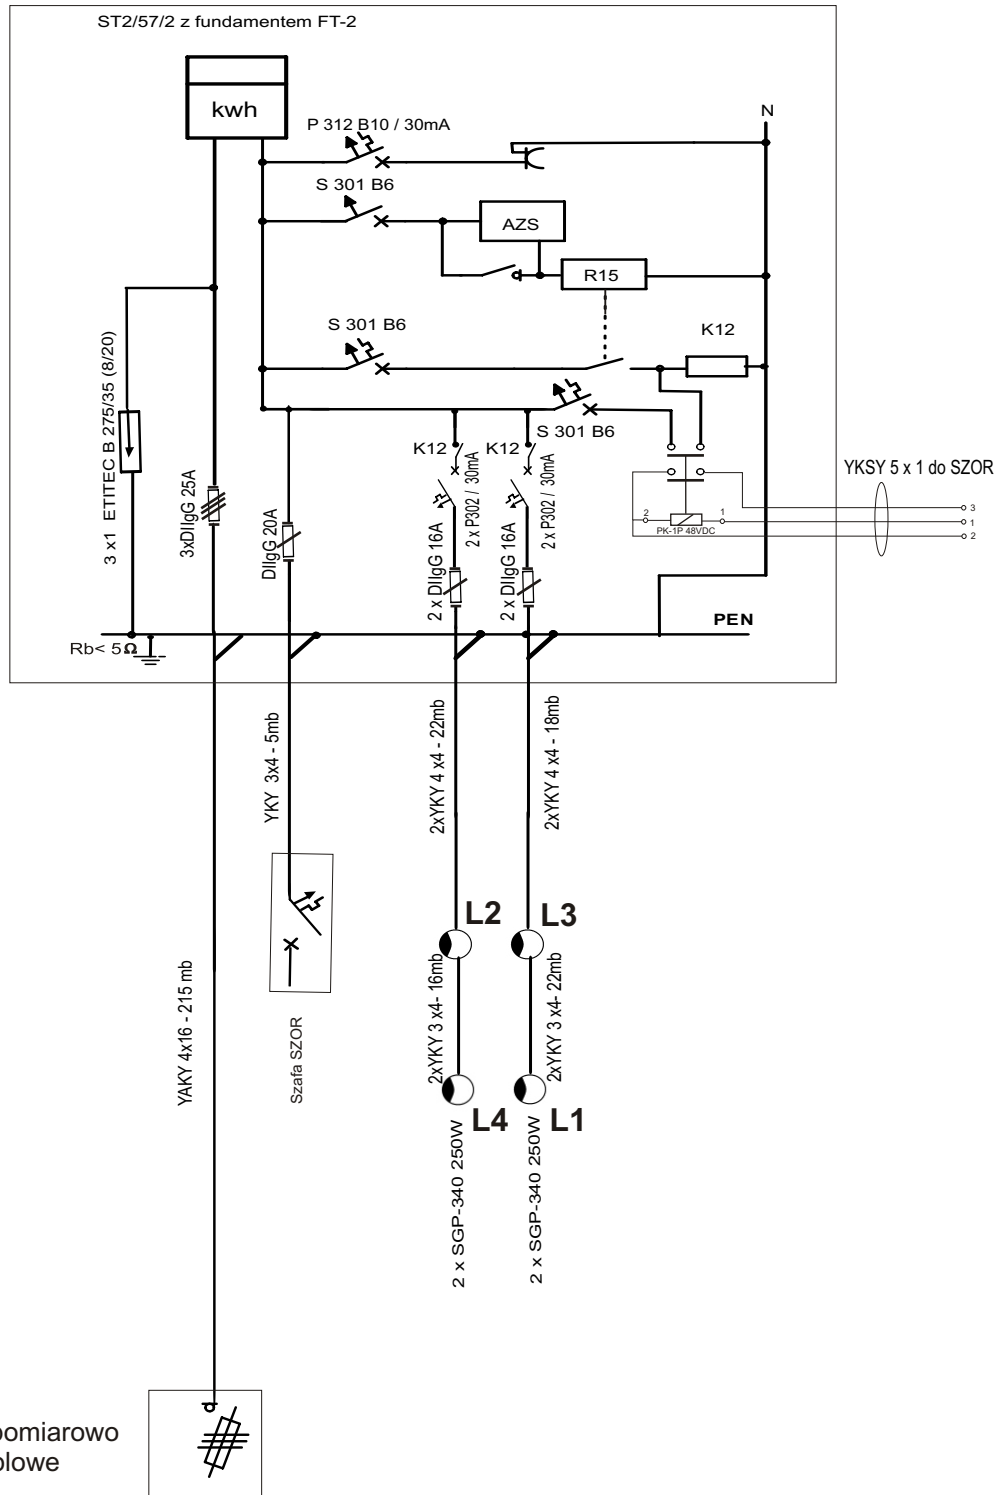 ST2/57/2 z fundamentem FT-2
kwh
N
P 312 B10 / 30mA
S 301 B6
AZS
R15
S 301 B6
K12
3 x1 ETITEC B 275/35 (8/20)
S 301 B6
K12
K12
YKSY 5 x 1 do SZOR
3xDIIgG 25A
DIIgG 20A
2 x P302 / 30mA
2 x P302 / 30mA
2 x DIIgG 16A
2 x DIIgG 16A
2
1
PK-1P 48VDC
3
1
2
PEN
Rb< 5Ω
YKY 3x4 - 5mb
2xYKY 4 x4 - 22mb
2xYKY 4 x4 - 18mb
L2
L3
YAKY 4x16 - 215 mb
Szafa SZOR
2xYKY 3 x4- 16mb
2xYKY 3 x4- 22mb
L4
L1
2 x SGP-340 250W
2 x SGP-340 250W
pomiarowo